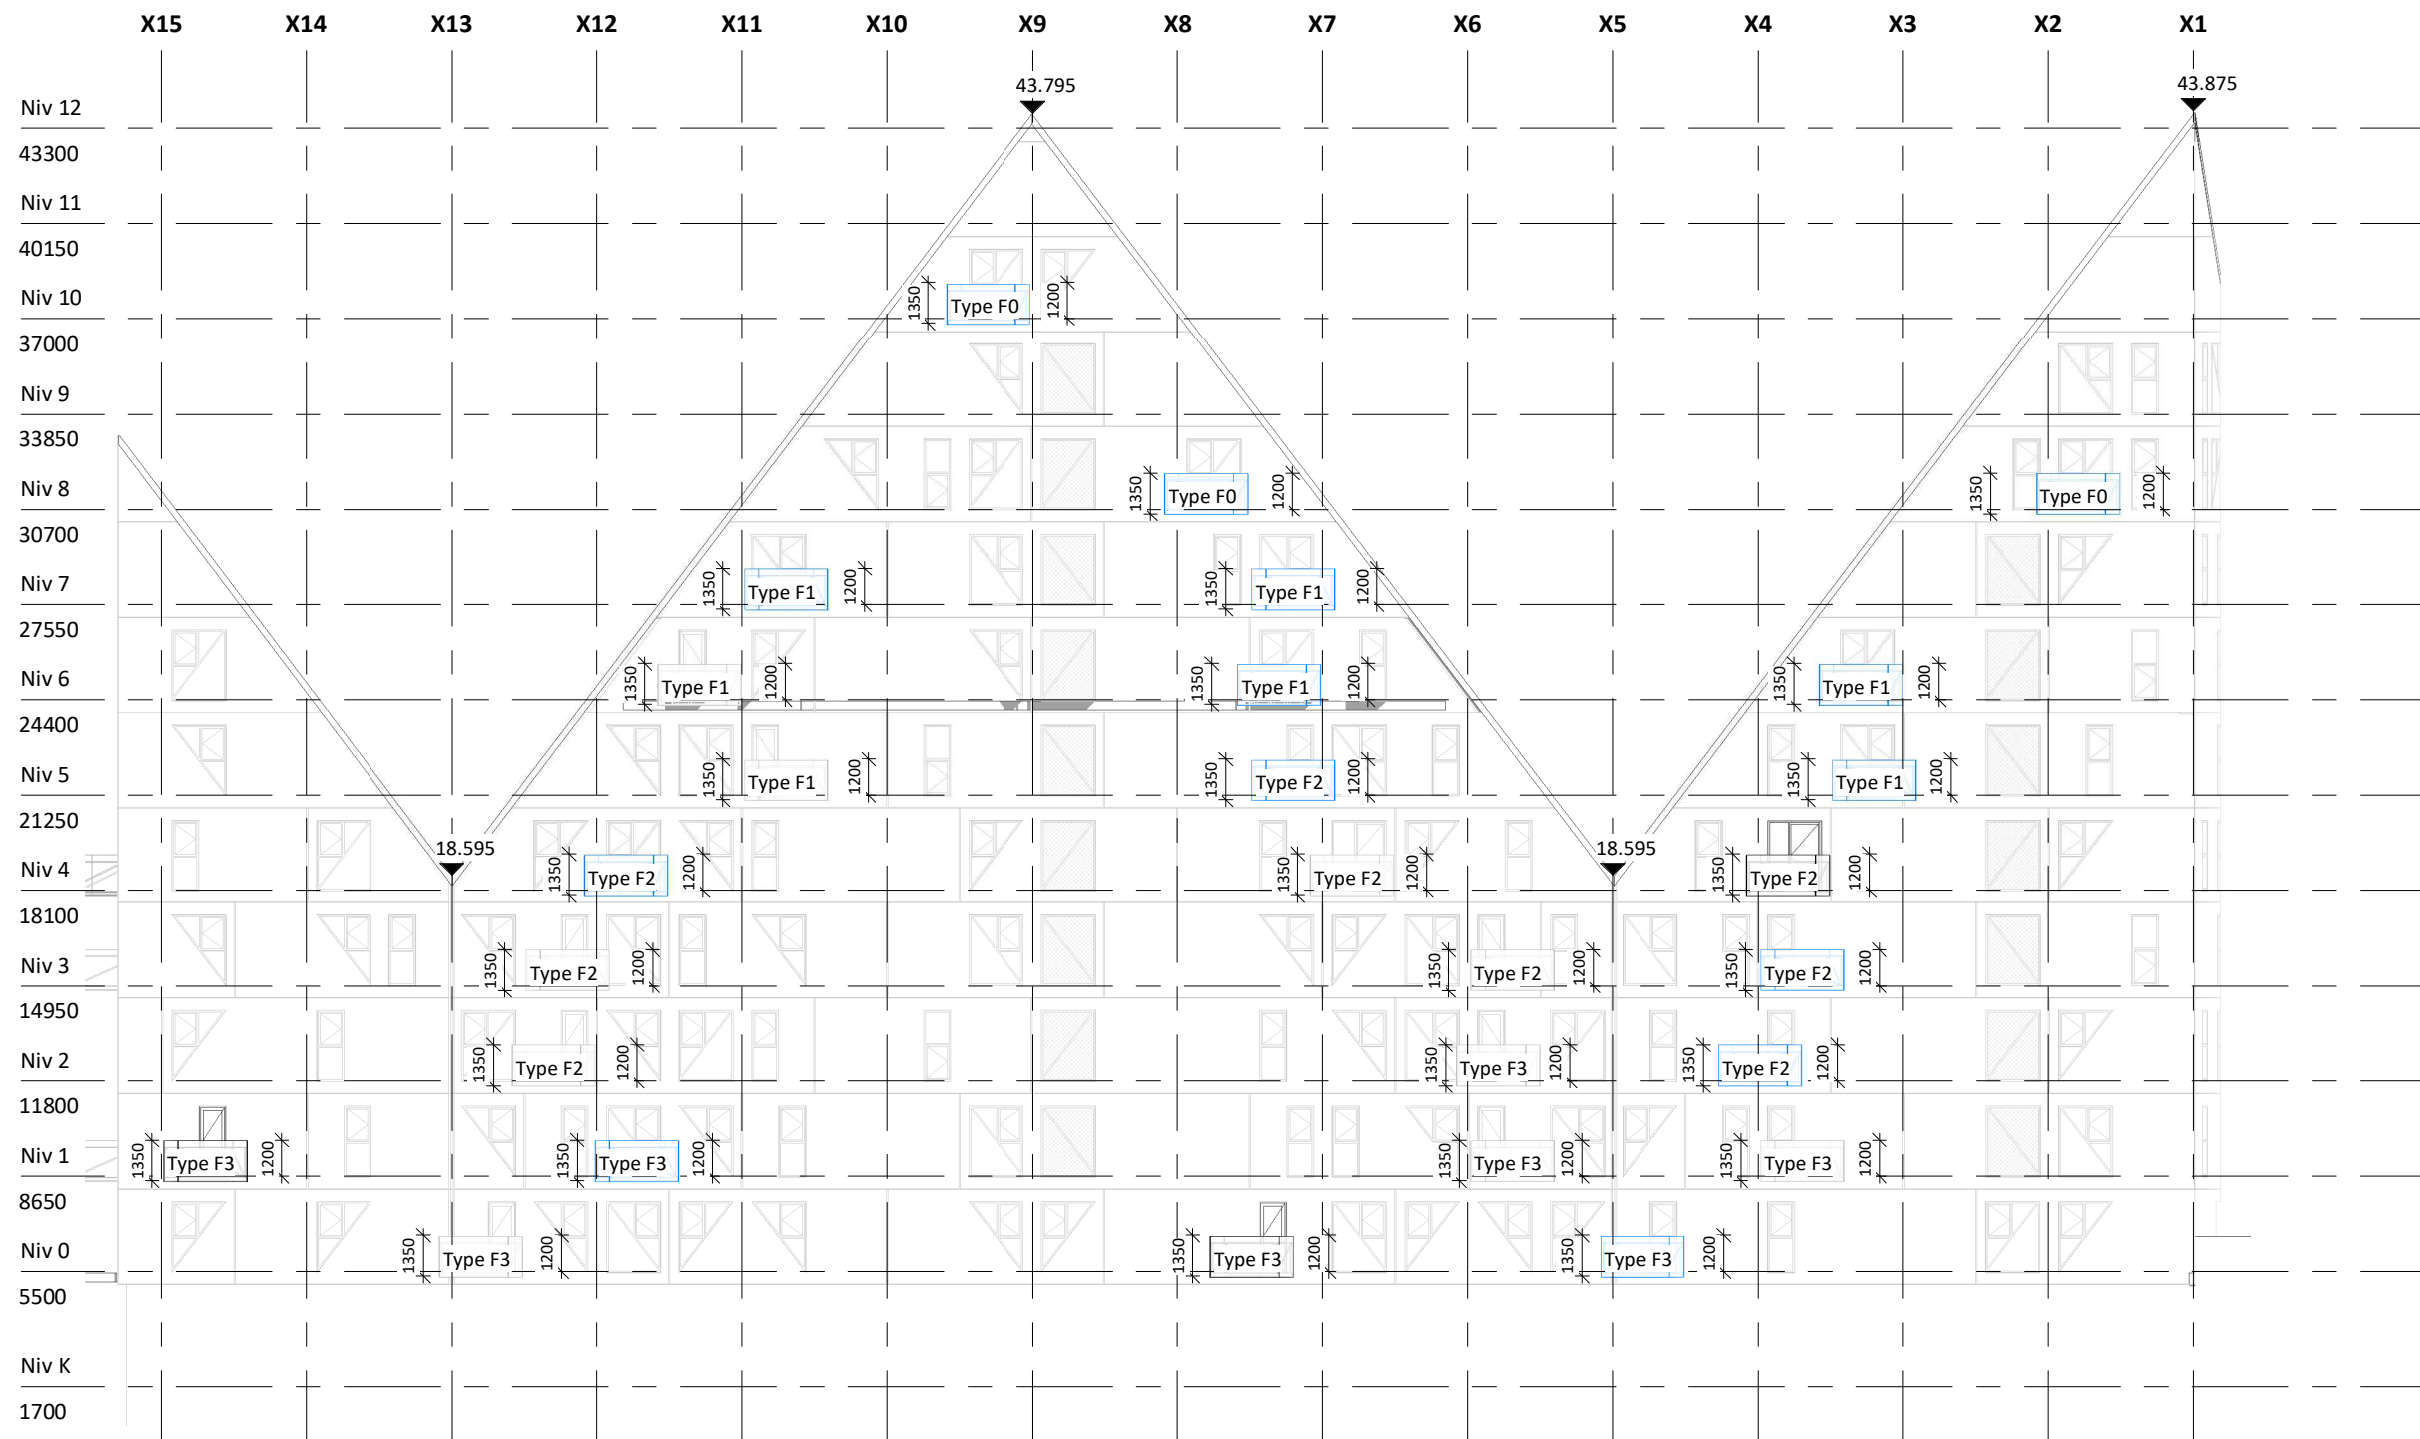 X15 X14 X13 X12 X11 X10 X9 X8 X7 X6 X5 X4 X3 X2 X1
43.795 43.875
Niv 12
43300
Niv 11
40150
1350 Type F0 1200
Niv 10
37000
Niv 9
33850
1350 Type F0 1200 1350 Type F0 1200
Niv 8
30700
1350 Type F1 1200 1350 Type F1 1200
Niv 7
27550
1350 Type F1 1200 1350 Type F1 1200 1350 Type F1 1200
Niv 6
24400
1350 Type F1 1200 1350 Type F2 1200 1350 Type F1 1200
Niv 5
21250
18.595 18.595
1350 Type F2 1200 1350 Type F2 1200 1350 Type F2 1200
Niv 4
18100
1350 Type F2 1200 1350 Type F2 1200 1350 Type F2 1200
Niv 3
14950
1350 Type F2 1200 1350 Type F3 1200 1350 Type F2 1200
Niv 2
11800
1350 Type F3 1200 1350 Type F3 1200 1350 Type F3 1200 1350 Type F3 1200
Niv 1
8650
1350 Type F3 1200 1350 Type F3 1200 1350 Type F3 1200
Niv 0
5500
Niv K
1700